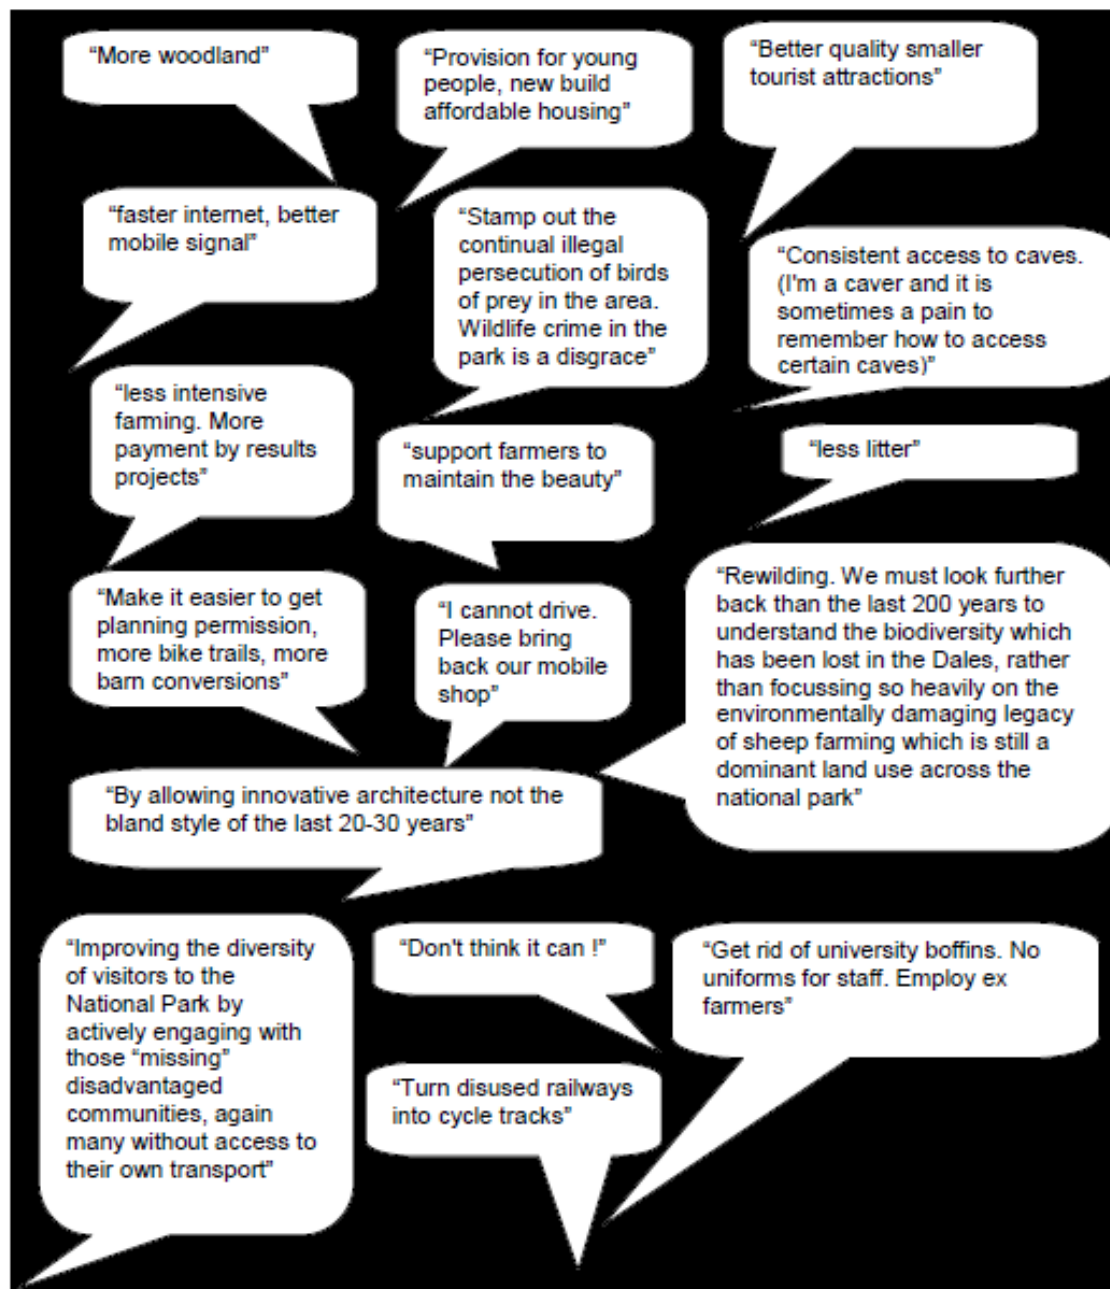 “More woodland”
“Provision for young
people, new build
affordable housing”
“Better quality smaller
tourist attractions”
“faster internet, better
mobile signal”
“Stamp out the
continual illegal
persecution of birds
of prey in the area.
Wildlife crime in the
park is a disgrace”
“Consistent access to caves.
(I'm a caver and it is
sometimes a pain to
remember how to access
certain caves)”
“less intensive
farming. More
payment by results
projects”
“support farmers to
maintain the beauty”
“less litter”
“Make it easier to get
planning permission,
more bike trails, more
barn conversions”
“I cannot drive.
Please bring
back our mobile
shop”
“Rewilding. We must look further
back than the last 200 years to
understand the biodiversity which
has been lost in the Dales, rather
than focussing so heavily on the
environmentally damaging legacy
of sheep farming which is still a
dominant land use across the
national park”
“By allowing innovative architecture not the
bland style of the last 20-30 years”
“Improving the diversity
of visitors to the
National Park by
actively engaging with
those “missing”
disadvantaged
communities, again
many without access to
their own transport”
“Don't think it can !”
“Get rid of university boffins. No
uniforms for staff. Employ ex
farmers”
“Turn disused railways
into cycle tracks”